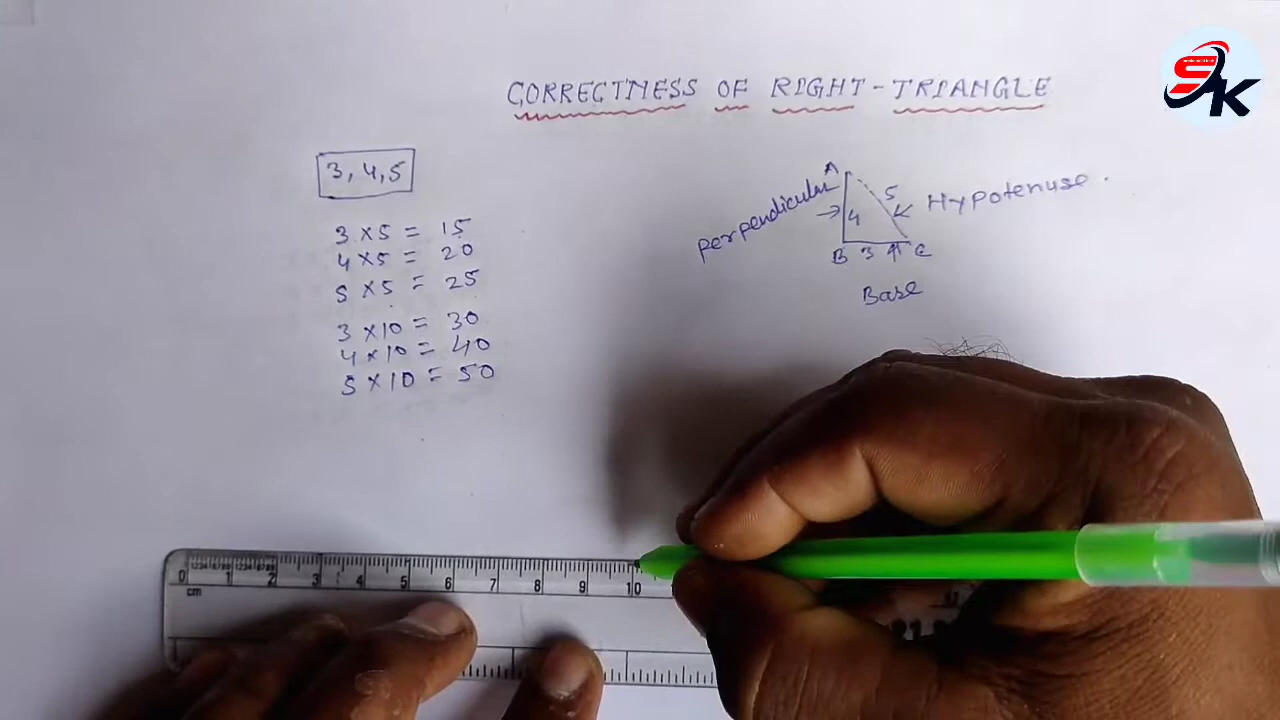 SK
CORRECTNESS OF RIGHT-TRIANGLE
3, 4, 5
3 × 5 = 15
4 × 5 = 20
5 × 5 = 25
3 × 10 = 30
4 × 10 = 40
5 × 10 = 50
A
perpendicular
4
5
Hypotenuse.
B 3 C
Base
0 1 2 3 4 5 6 7 8 9 10
cm